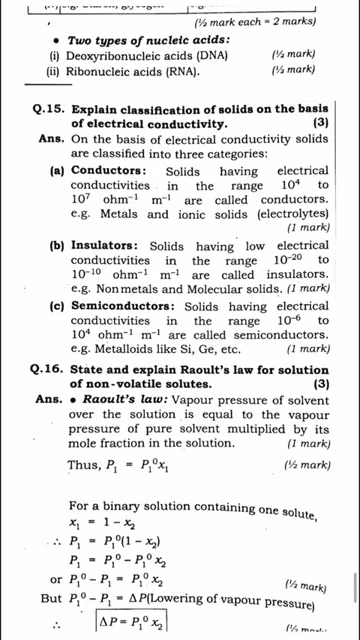 (½ mark each = 2 marks)
• Two types of nucleic acids:
(i) Deoxyribonucleic acids (DNA) (½ mark)
(ii) Ribonucleic acids (RNA). (½ mark)
Q.15. Explain classification of solids on the basis
of electrical conductivity. (3)
Ans. On the basis of electrical conductivity solids
are classified into three categories:
(a) Conductors: Solids having electrical
conductivities in the range 10⁴ to
10⁷ ohm⁻¹ m⁻¹ are called conductors.
e.g. Metals and ionic solids (electrolytes)
(1 mark)
(b) Insulators: Solids having low electrical
conductivities in the range 10⁻²⁰ to
10⁻¹⁰ ohm⁻¹ m⁻¹ are called insulators.
e.g. Nonmetals and Molecular solids. (1 mark)
(c) Semiconductors: Solids having electrical
conductivities in the range 10⁻⁶ to
10⁴ ohm⁻¹ m⁻¹ are called semiconductors.
e.g. Metalloids like Si, Ge, etc. (1 mark)
Q.16. State and explain Raoult's law for solution
of non-volatile solutes. (3)
Ans. • Raoult's law: Vapour pressure of solvent
over the solution is equal to the vapour
pressure of pure solvent multiplied by its
mole fraction in the solution. (1 mark)
Thus, P₁ = P₁⁰x₁ (½ mark)
For a binary solution containing one solute,
x₁ = 1 − x₂
∴ P₁ = P₁⁰(1 − x₂)
P₁ = P₁⁰ − P₁⁰ x₂
or P₁⁰ − P₁ = P₁⁰ x₂ (½ mark)
But P₁⁰ − P₁ = ΔP(Lowering of vapour pressure)
∴ ΔP = P₁⁰ x₂